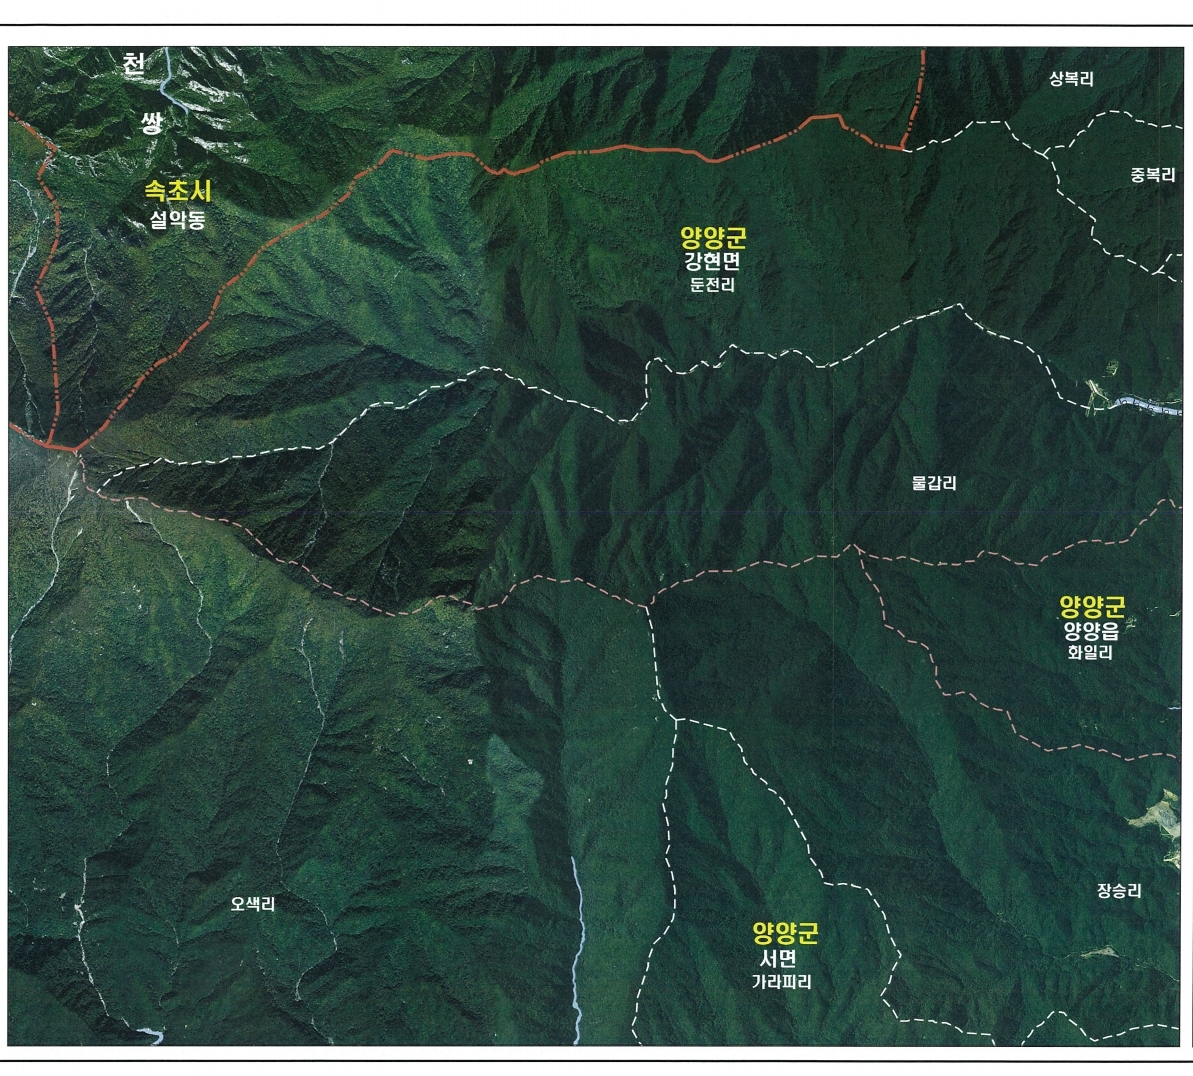 천
쌍
상복리
중복리
속초시
설악동
양양군
강현면
둔전리
물갑리
양양군
양양읍
화일리
오색리
장승리
양양군
서면
가라피리